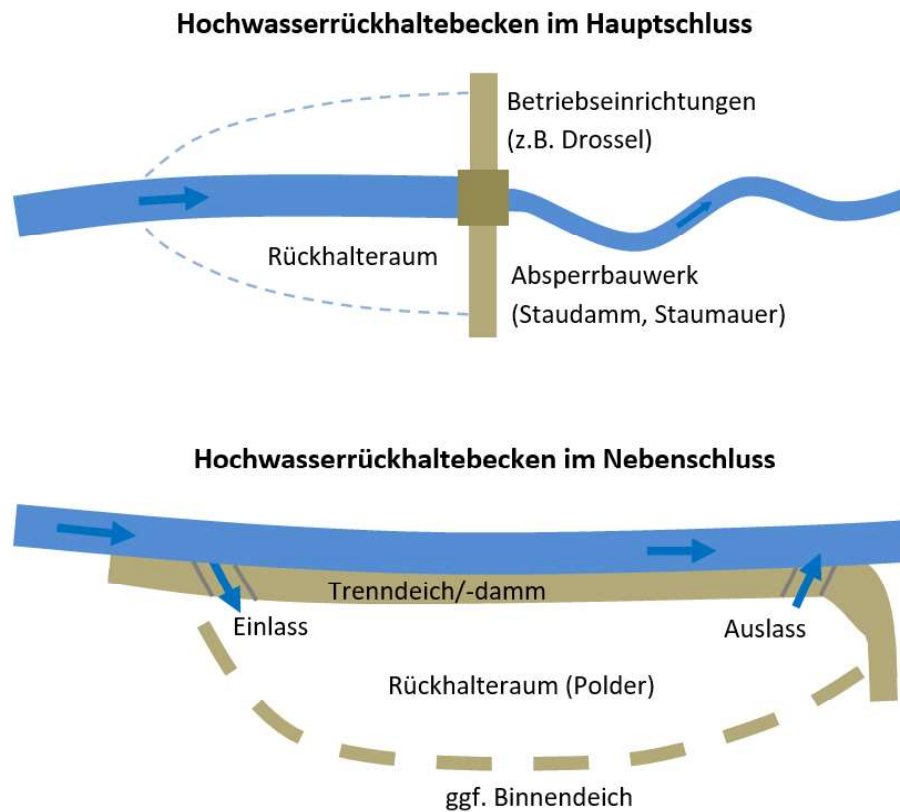 Hochwasserrückhaltebecken im Hauptschluss
Betriebseinrichtungen
(z.B. Drossel)
Rückhalteraum
Absperrbauwerk
(Staudamm, Staumauer)
Hochwasserrückhaltebecken im Nebenschluss
Trenndeich/-damm
Einlass
Auslass
Rückhalteraum (Polder)
ggf. Binnendeich